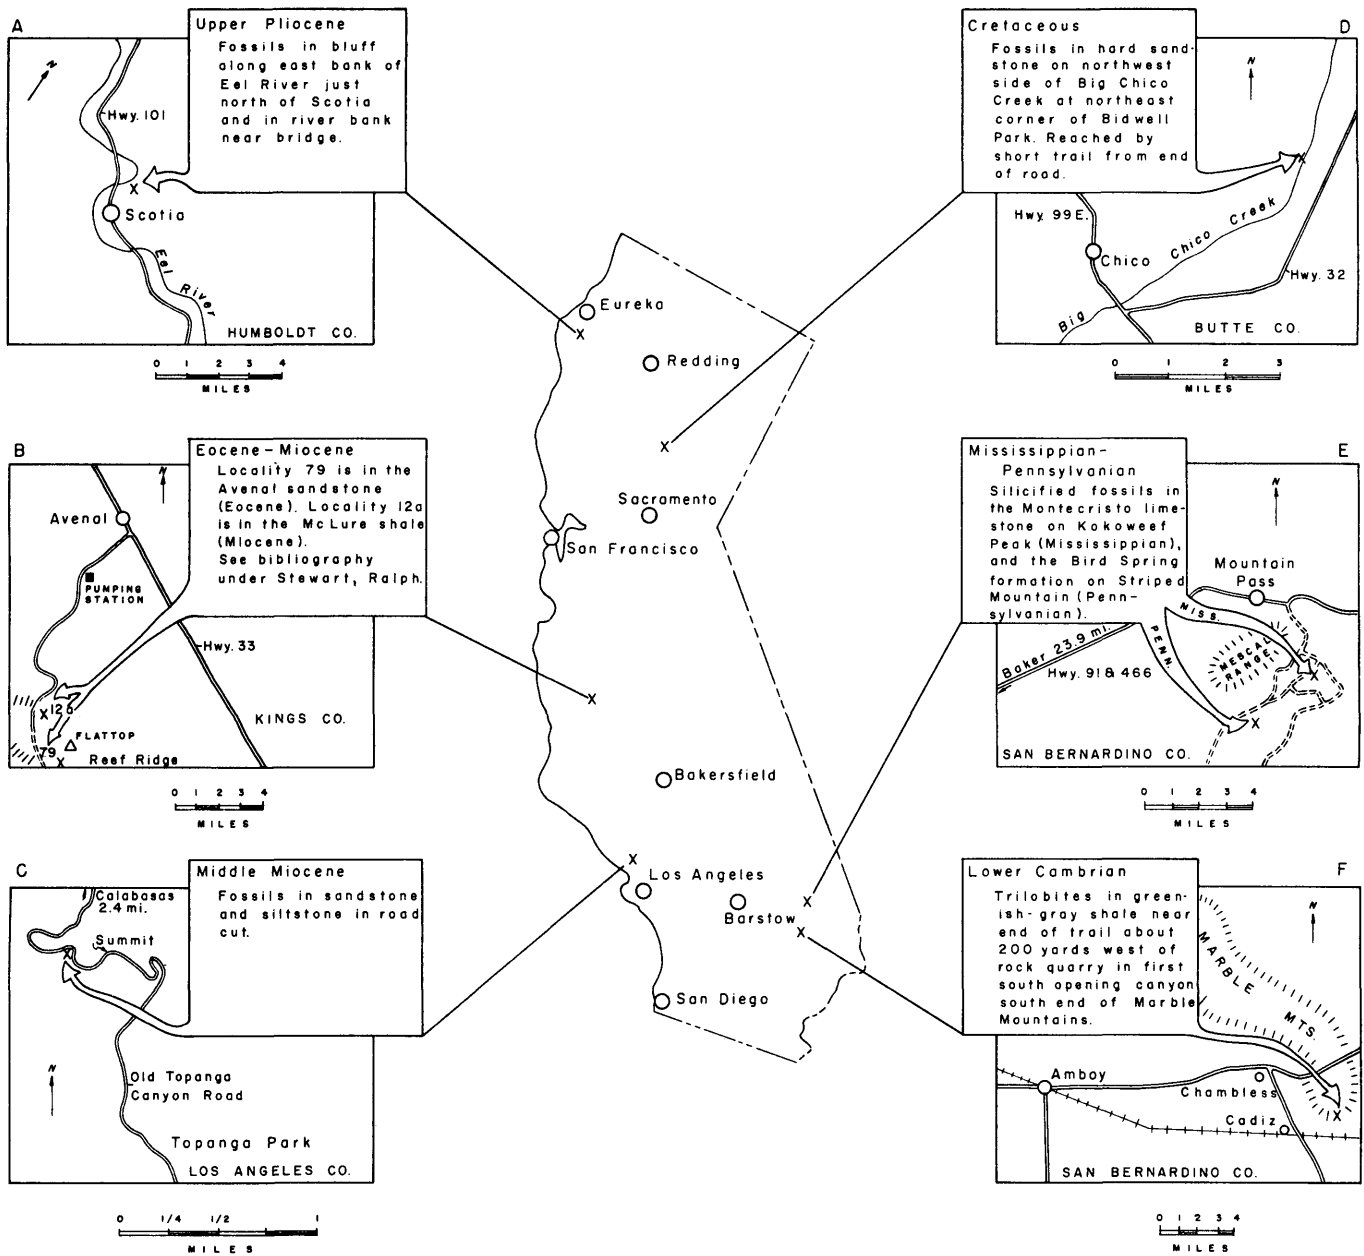 A
Upper Pliocene
Fossils in bluff
along east bank of
Eel River just
north of Scotia
and in river bank
near bridge.
N
Hwy. 101
Scotia
Eel River
HUMBOLDT CO.
0 1 2 3 4
MILES
B
Eocene-Miocene
Locality 79 is in the
Avenal sandstone
(Eocene). Locality 12a
is in the McLure shale
(Miocene).
See bibliography
under Stewart, Ralph.
N
Avenal
PUMPING
STATION
Hwy. 33
X 12a
KINGS CO.
FLATTOP
79
X
Reef Ridge
0 1 2 3 4
MILES
C
Middle Miocene
Fossils in sandstone
and siltstone in road
cut.
Calabasas
2.4 mi.
Summit
X
N
Old Topanga
Canyon Road
Topanga Park
LOS ANGELES CO.
0 1/4 1/2 1
MILES
Eureka
X
Redding
X
Sacramento
San Francisco
X
Bakersfield
X
Los Angeles
X
Barstow
X
San Diego
D
Cretaceous
Fossils in hard sand-
stone on northwest
side of Big Chico
Creek at northeast
corner of Bidwell
Park. Reached by
short trail from end
of road.
N
X
Hwy. 99E.
Chico
Big Chico Creek
Hwy. 32
BUTTE CO.
0 1 2 3
MILES
E
Mississippian-
Pennsylvanian
Silicified fossils in
the Montecristo lime-
stone on Kokoweef
Peak (Mississippian),
and the Bird Spring
formation on Striped
Mountain (Penn-
sylvanian).
N
Mountain
Pass
MISS.
PENN.
MESCAL
RANGE
X
Baker 23.9 mi.
Hwy. 91 & 466
X
SAN BERNARDINO CO.
0 1 2 3 4
MILES
F
Lower Cambrian
Trilobites in green-
ish-gray shale near
end of trail about
200 yards west of
rock quarry in first
south opening canyon
south end of Marble
Mountains.
N
MARBLE MTS.
Amboy
Chambless
X
Cadiz
SAN BERNARDINO CO.
0 1 2 3 4
MILES